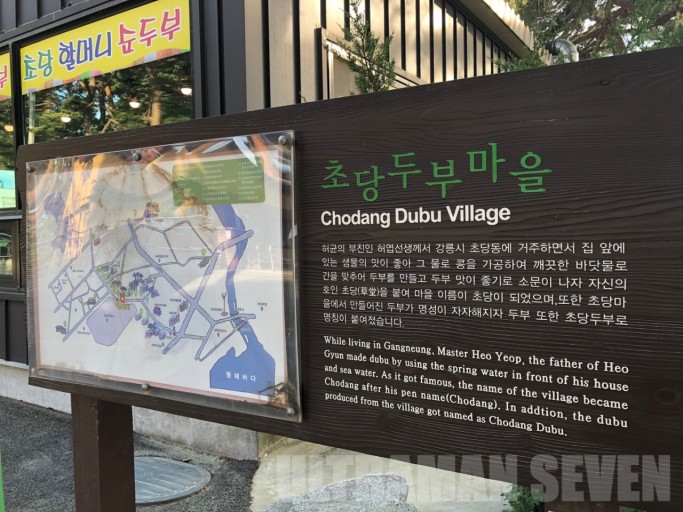 초당 할머니 순두부
부
초당두부마을
Chodang Dubu Village
허균의 부친인 허엽선생께서 강릉시 초당동에 거주하면서 집 앞에
있는 샘물의 맛이 좋아 그 물로 콩을 가공하여 깨끗한 바닷물로
간을 맞추어 두부를 만들고 두부 맛이 좋기로 소문이 나자 자신의
호인 초당(草堂)을 붙여 마을 이름이 초당이 되었으며,또한 초당마
을에서 만들어진 두부가 명성이 자자해지자 두부 또한 초당두부로
명칭이 붙여졌습니다.
While living in Gangneung, Master Heo Yeop, the father of Heo
Gyun made dubu by using the spring water in front of his house
and sea water. As it got famous, the name of the village became
Chodang after his pen name(Chodang). In addtion, the dubu
produced from the village got named as Chodang Dubu.
동해바다
ULTRAMAN SEVEN